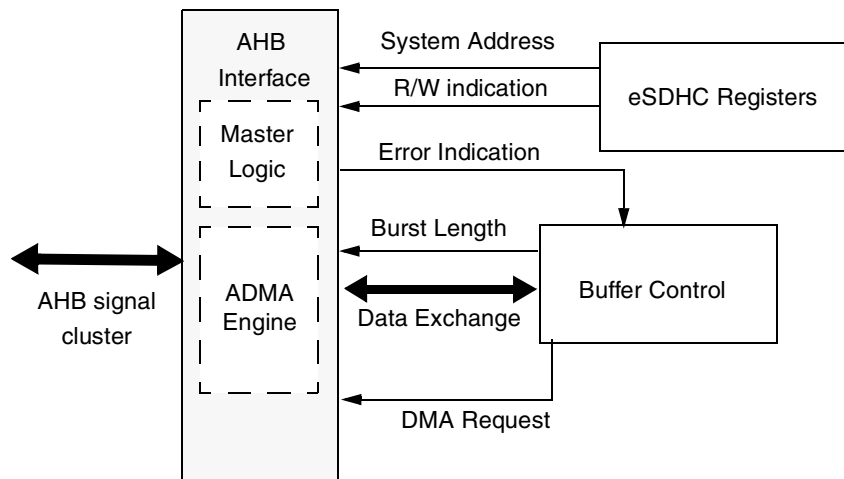 AHB
Interface
Master
Logic
ADMA
Engine
AHB signal
cluster
System Address
R/W indication
Error Indication
Burst Length
Data Exchange
DMA Request
eSDHC Registers
Buffer Control